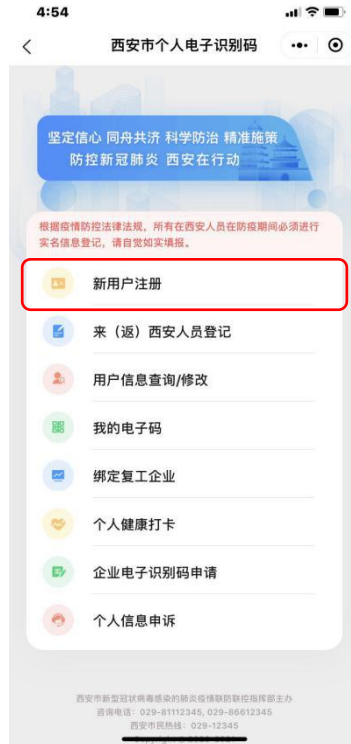 4:54
西安市个人电子识别码
坚定信心 同舟共济 科学防治 精准施策
防控新冠肺炎 西安在行动
根据疫情防控法律法规，所有在西安人员在防疫期间必须进行
实名信息登记，请自觉如实填报。
新用户注册
来（返）西安人员登记
用户信息查询/修改
我的电子码
绑定复工企业
个人健康打卡
企业电子识别码申请
个人信息申诉
西安市新型冠状病毒感染的肺炎疫情联防联控指挥部主办
咨询电话：029-81112345, 029-86612345
西安市民热线：029-12345